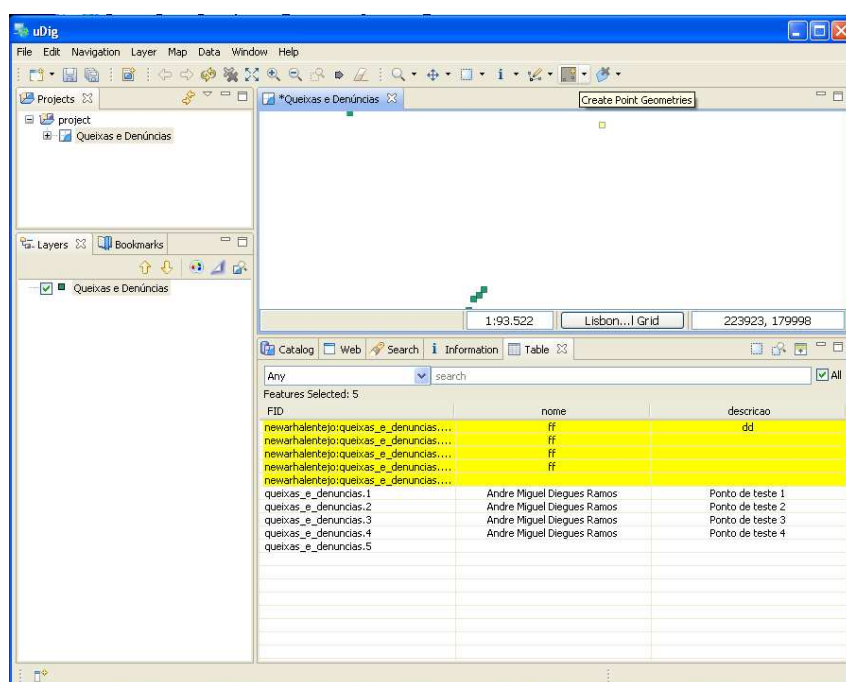 uDig
File Edit Navigation Layer Map Data Window Help
Projects
*Queixas e Denúncias
Create Point Geometries
project
Queixas e Denúncias
Layers Bookmarks
Queixas e Denúncias
1:93.522 Lisbon...l Grid 223923, 179998
Catalog Web Search Information Table
Any search All
Features Selected: 5
FID nome descricao
newarhalentejo:queixas_e_denuncias.... ff dd
newarhalentejo:queixas_e_denuncias.... ff
newarhalentejo:queixas_e_denuncias.... ff
newarhalentejo:queixas_e_denuncias.... ff
newarhalentejo:queixas_e_denuncias....
queixas_e_denuncias.1 Andre Miguel Diegues Ramos Ponto de teste 1
queixas_e_denuncias.2 Andre Miguel Diegues Ramos Ponto de teste 2
queixas_e_denuncias.3 Andre Miguel Diegues Ramos Ponto de teste 3
queixas_e_denuncias.4 Andre Miguel Diegues Ramos Ponto de teste 4
queixas_e_denuncias.5